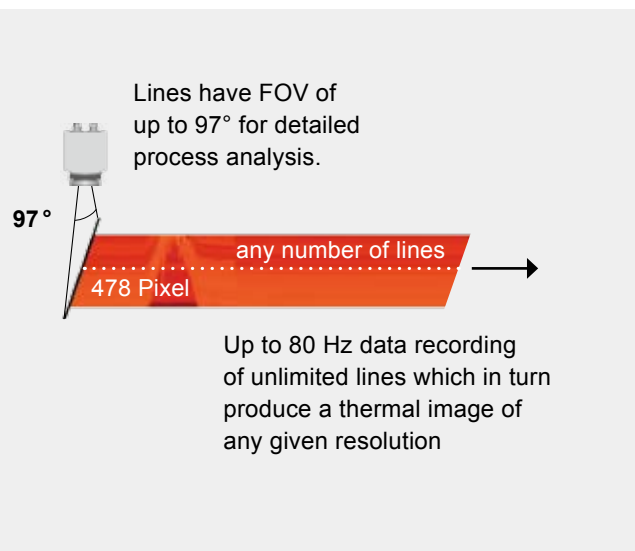 Lines have FOV of
up to 97° for detailed
process analysis.
97°
any number of lines
478 Pixel
Up to 80 Hz data recording
of unlimited lines which in turn
produce a thermal image of
any given resolution